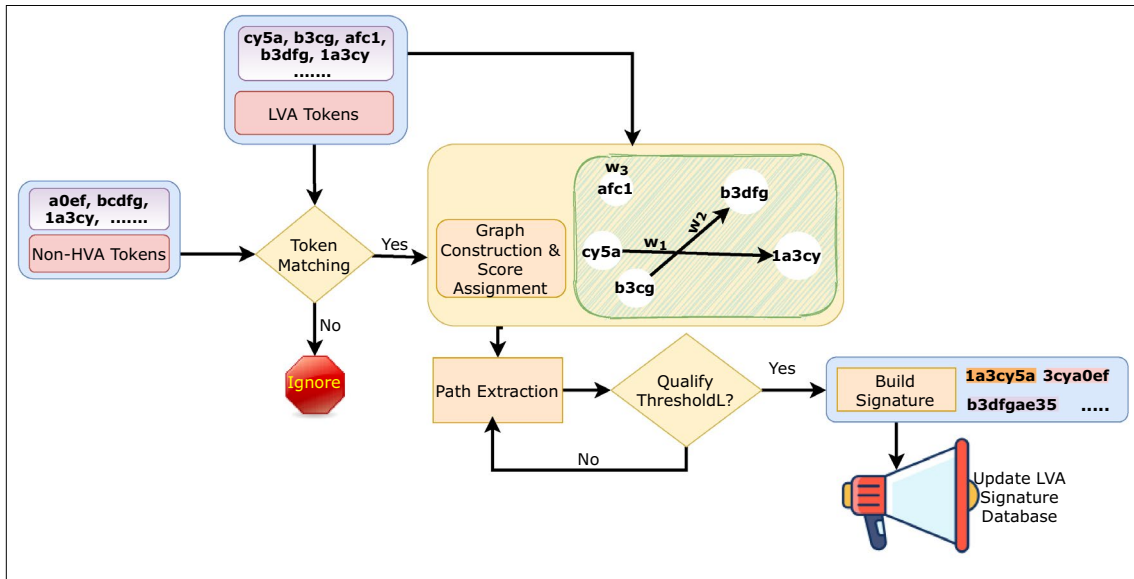 cy5a, b3cg, afc1,
b3dfg, 1a3cy
.......
LVA Tokens
a0ef, bcdfg,
1a3cy, .......
Non-HVA Tokens
Token
Matching
Yes
No
Ignore
Graph
Construction &
Score
Assignment
w3
afc1
b3dfg
w2
w1
cy5a
1a3cy
b3cg
Path Extraction
Qualify
ThresholdL?
Yes
No
Build
Signature
1a3cy5a 3cya0ef
b3dfgae35 .....
Update LVA
Signature
Database